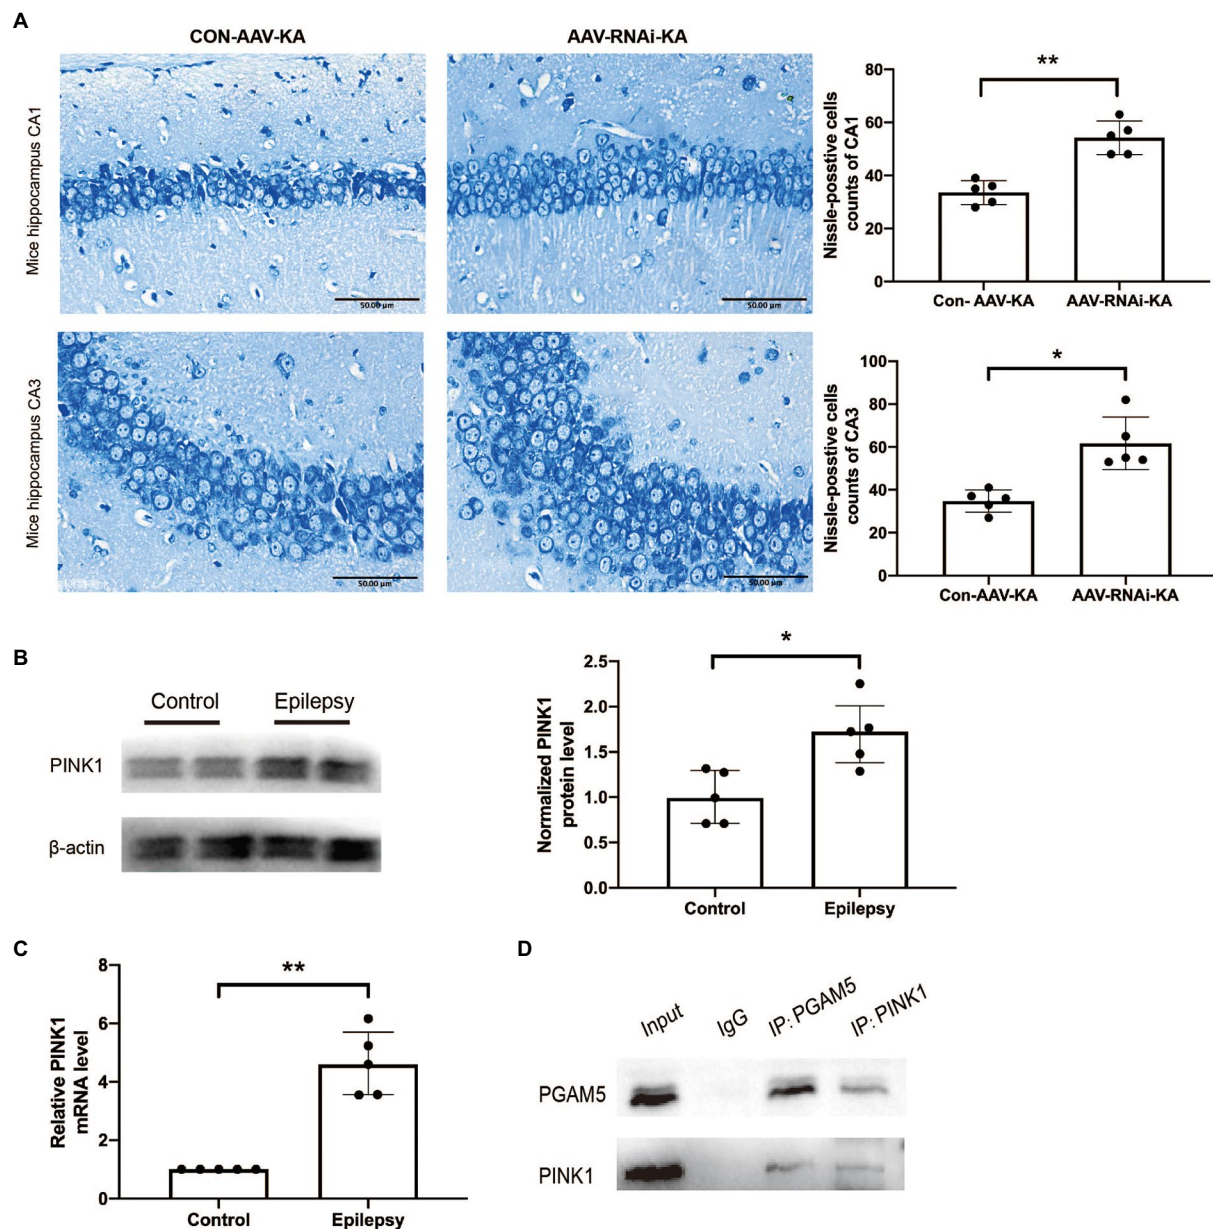 A
CON-AAV-KA
AAV-RNAi-KA
Mice hippocampus CA1
50.00 μm
50.00 μm
Nissle-posstive cells
counts of CA1
80
60
40
20
0
**
Con- AAV-KA
AAV-RNAi-KA
Mice hippocampus CA3
50.00 μm
50.00 μm
Nissle-posstive cells
counts of CA3
100
80
60
40
20
0
*
Con-AAV-KA
AAV-RNAi-KA
B
Control
Epilepsy
PINK1
β-actin
Normalized PINK1
protein level
2.5
2.0
1.5
1.0
0.5
0.0
*
Control
Epilepsy
C
Relative PINK1
mRNA level
8
6
4
2
0
**
Control
Epilepsy
D
Input
IgG
IP: PGAM5
IP: PINK1
PGAM5
PINK1